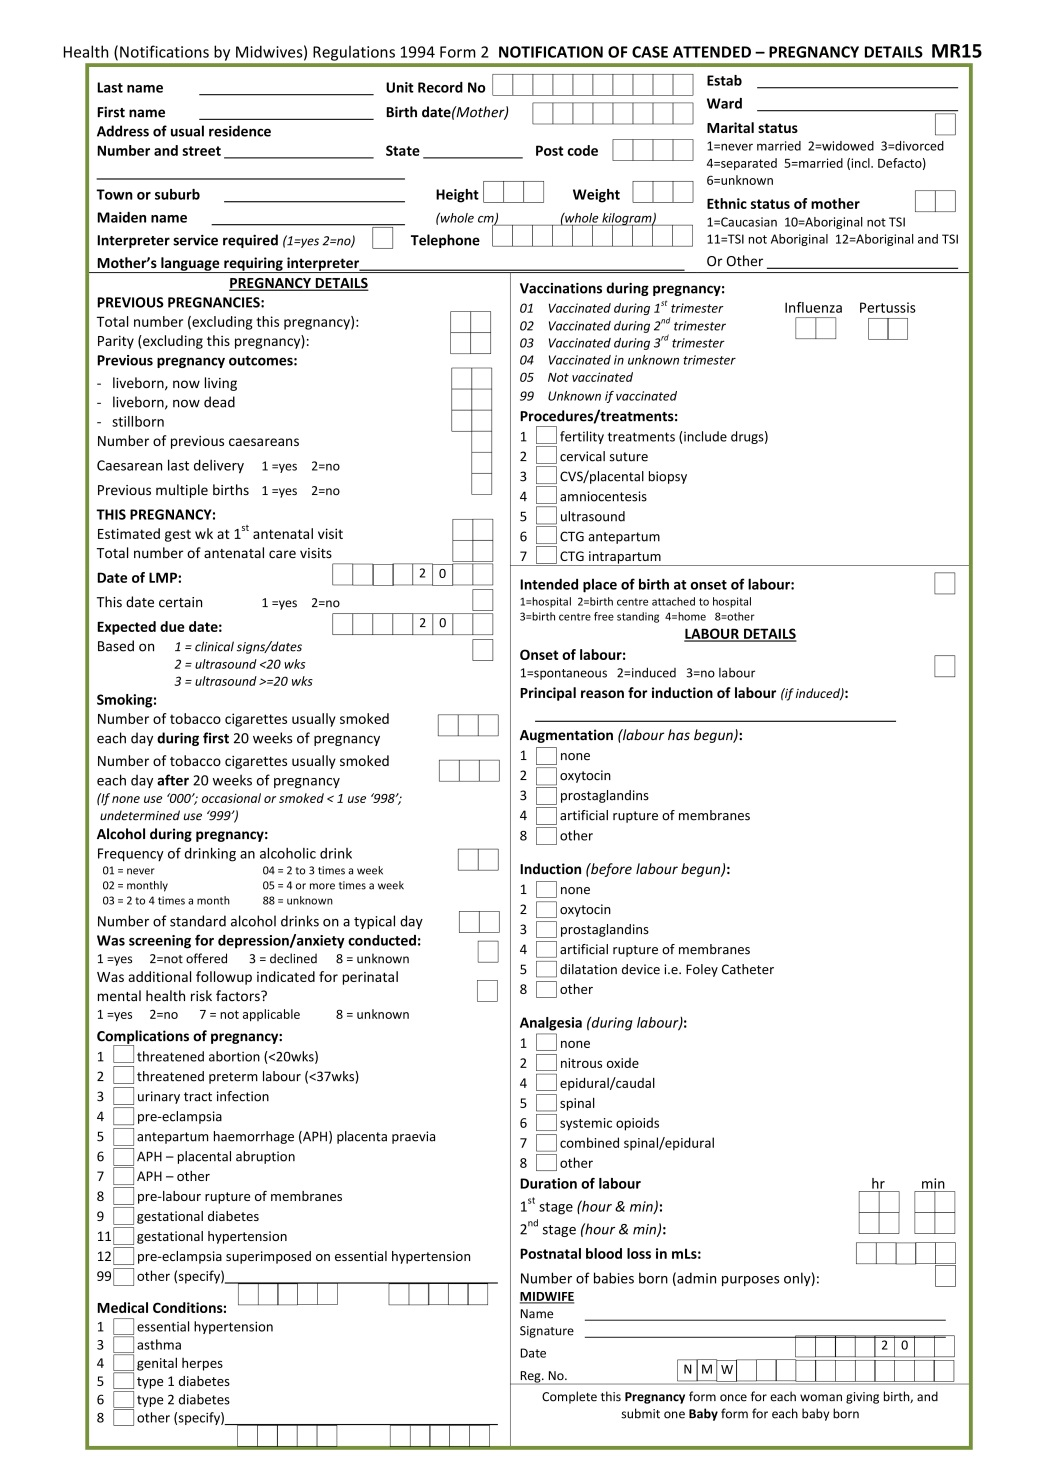 Health (Notifications by Midwives) Regulations 1994 Form 2 NOTIFICATION OF CASE ATTENDED – PREGNANCY DETAILS MR15
Last name
Unit Record No
Estab
First name
Birth date(Mother)
Ward
Address of usual residence
Marital status
Number and street
State
Post code
1=never married 2=widowed 3=divorced
4=separated 5=married (incl. Defacto)
6=unknown
Town or suburb
Height
Weight
Ethnic status of mother
Maiden name
(whole cm)
(whole kilogram)
1=Caucasian 10=Aboriginal not TSI
Interpreter service required (1=yes 2=no)
Telephone
11=TSI not Aboriginal 12=Aboriginal and TSI
Mother's language requiring interpreter
Or Other
PREGNANCY DETAILS
PREVIOUS PREGNANCIES:
Total number (excluding this pregnancy):
Parity (excluding this pregnancy):
Previous pregnancy outcomes:
- liveborn, now living
- liveborn, now dead
- stillborn
Number of previous caesareans
Caesarean last delivery 1 =yes 2=no
Previous multiple births 1 =yes 2=no
THIS PREGNANCY:
Estimated gest wk at 1st antenatal visit
Total number of antenatal care visits
Date of LMP: 2 0
This date certain 1 =yes 2=no
Expected due date: 2 0
Based on 1 = clinical signs/dates
2 = ultrasound <20 wks
3 = ultrasound >=20 wks
Smoking:
Number of tobacco cigarettes usually smoked
each day during first 20 weeks of pregnancy
Number of tobacco cigarettes usually smoked
each day after 20 weeks of pregnancy
(If none use '000'; occasional or smoked < 1 use '998';
undetermined use '999')
Alcohol during pregnancy:
Frequency of drinking an alcoholic drink
01 = never 04 = 2 to 3 times a week
02 = monthly 05 = 4 or more times a week
03 = 2 to 4 times a month 88 = unknown
Number of standard alcohol drinks on a typical day
Was screening for depression/anxiety conducted:
1 =yes 2=not offered 3 = declined 8 = unknown
Was additional followup indicated for perinatal
mental health risk factors?
1 =yes 2=no 7 = not applicable 8 = unknown
Complications of pregnancy:
1 threatened abortion (<20wks)
2 threatened preterm labour (<37wks)
3 urinary tract infection
4 pre-eclampsia
5 antepartum haemorrhage (APH) placenta praevia
6 APH – placental abruption
7 APH – other
8 pre-labour rupture of membranes
9 gestational diabetes
11 gestational hypertension
12 pre-eclampsia superimposed on essential hypertension
99 other (specify)
Medical Conditions:
1 essential hypertension
3 asthma
4 genital herpes
5 type 1 diabetes
6 type 2 diabetes
8 other (specify)
Vaccinations during pregnancy:
01 Vaccinated during 1st trimester Influenza Pertussis
02 Vaccinated during 2nd trimester
03 Vaccinated during 3rd trimester
04 Vaccinated in unknown trimester
05 Not vaccinated
99 Unknown if vaccinated
Procedures/treatments:
1 fertility treatments (include drugs)
2 cervical suture
3 CVS/placental biopsy
4 amniocentesis
5 ultrasound
6 CTG antepartum
7 CTG intrapartum
Intended place of birth at onset of labour:
1=hospital 2=birth centre attached to hospital
3=birth centre free standing 4=home 8=other
LABOUR DETAILS
Onset of labour:
1=spontaneous 2=induced 3=no labour
Principal reason for induction of labour (if induced):
Augmentation (labour has begun):
1 none
2 oxytocin
3 prostaglandins
4 artificial rupture of membranes
8 other
Induction (before labour begun):
1 none
2 oxytocin
3 prostaglandins
4 artificial rupture of membranes
5 dilatation device i.e. Foley Catheter
8 other
Analgesia (during labour):
1 none
2 nitrous oxide
4 epidural/caudal
5 spinal
6 systemic opioids
7 combined spinal/epidural
8 other
Duration of labour hr min
1st stage (hour & min):
2nd stage (hour & min):
Postnatal blood loss in mLs:
Number of babies born (admin purposes only):
MIDWIFE
Name
Signature
Date 2 0
Reg. No. N M W
Complete this Pregnancy form once for each woman giving birth, and
submit one Baby form for each baby born